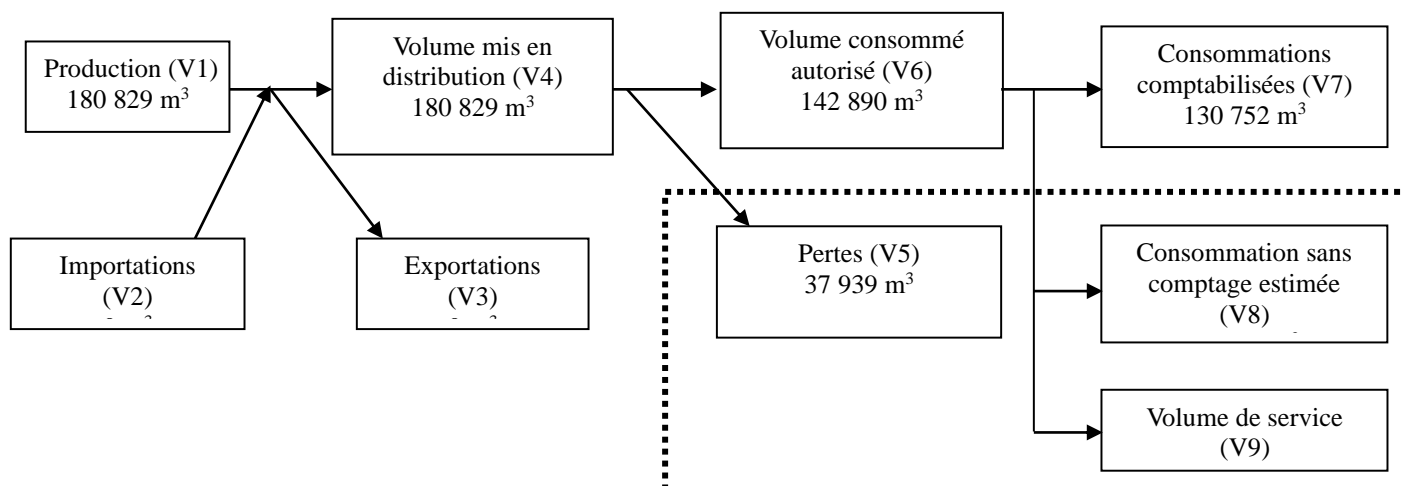 Production (V1)
180 829 m³
Volume mis en
distribution (V4)
180 829 m³
Volume consommé
autorisé (V6)
142 890 m³
Consommations
comptabilisées (V7)
130 752 m³
Importations
(V2)
Exportations
(V3)
Pertes (V5)
37 939 m³
Consommation sans
comptage estimée
(V8)
Volume de service
(V9)